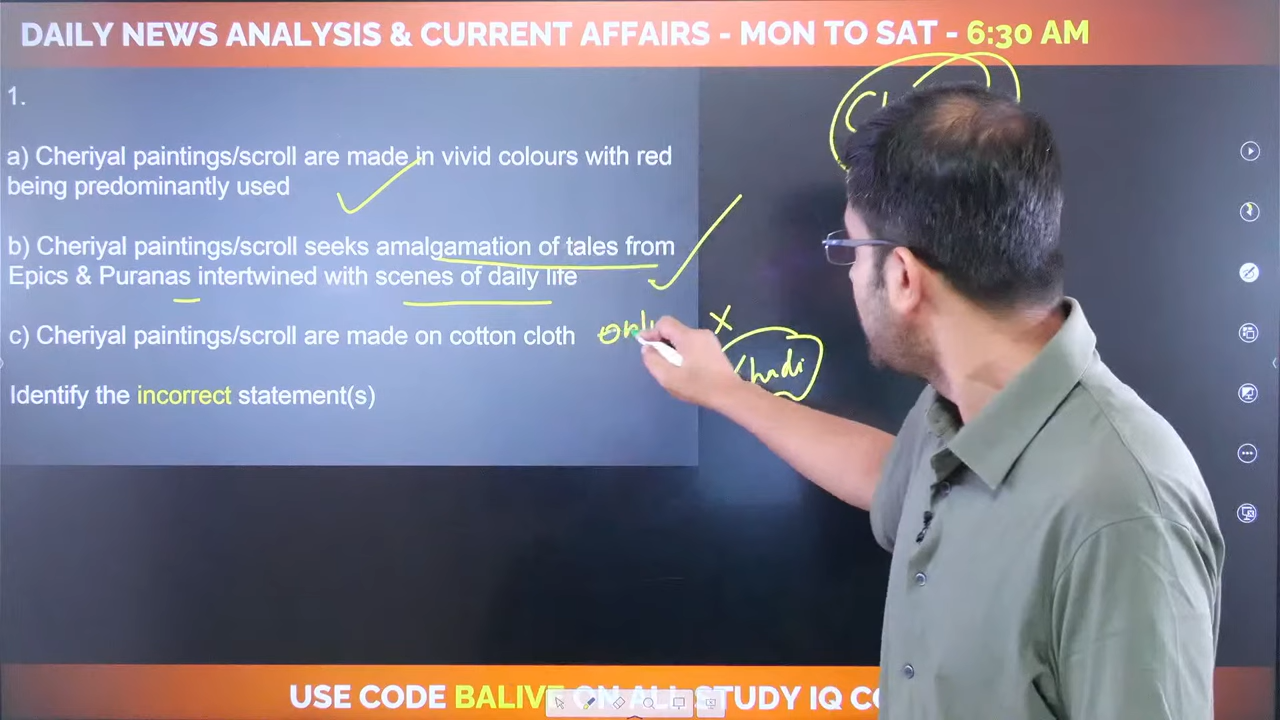 DAILY NEWS ANALYSIS & CURRENT AFFAIRS - MON TO SAT - 6:30 AM
1.
a) Cheriyal paintings/scroll are made in vivid colours with red
being predominantly used
b) Cheriyal paintings/scroll seeks amalgamation of tales from
Epics & Puranas intertwined with scenes of daily life
c) Cheriyal paintings/scroll are made on cotton cloth
Identify the incorrect statement(s)
USE CODE BALIVE ON ALL STUDY IQ